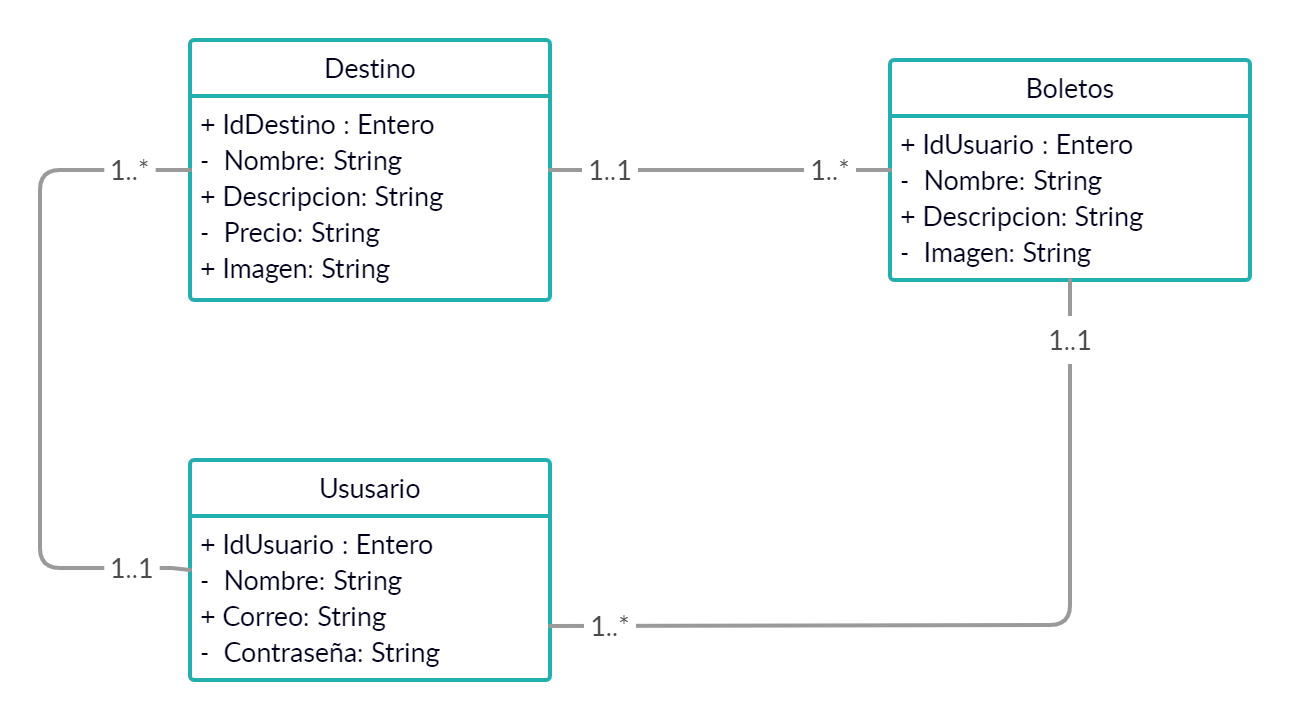 Destino
+ IdDestino : Entero
- Nombre: String
+ Descripcion: String
- Precio: String
+ Imagen: String
1..*
1..1
1..*
Boletos
+ IdUsuario : Entero
- Nombre: String
+ Descripcion: String
- Imagen: String
1..1
Ususario
+ IdUsuario : Entero
- Nombre: String
+ Correo: String
- Contraseña: String
1..1
1..*